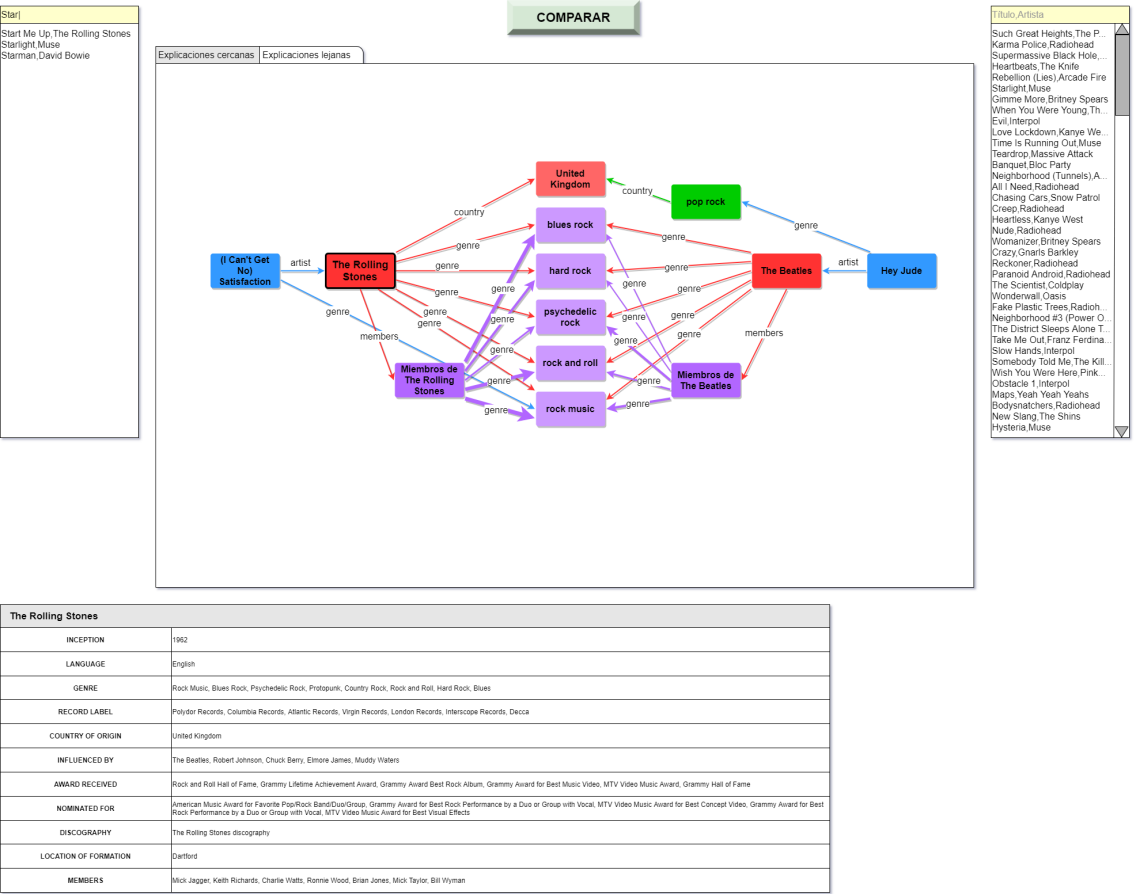 Star
Start Me Up,The Rolling Stones
Starlight,Muse
Starman,David Bowie
COMPARAR
Explicaciones cercanas
Explicaciones lejanas
United
Kingdom
country
country
pop rock
blues rock
genre
genre
genre
(I Can't Get
No)
Satisfaction
artist
The Rolling
Stones
genre
hard rock
genre
The Beatles
artist
Hey Jude
genre
genre
genre
genre
genre
psychedelic
rock
genre
genre
genre
genre
genre
genre
members
genre
genre
genre
members
rock and roll
Miembros de
The Rolling
Stones
genre
genre
Miembros de
The Beatles
genre
rock music
genre
Título,Artista
Such Great Heights,The P...
Karma Police,Radiohead
Supermassive Black Hole,...
Heartbeats,The Knife
Rebellion (Lies),Arcade Fire
Starlight,Muse
Gimme More,Britney Spears
When You Were Young,Th...
Evil,Interpol
Love Lockdown,Kanye We...
Time Is Running Out,Muse
Teardrop,Massive Attack
Banquet,Bloc Party
Neighborhood (Tunnels),A...
All I Need,Radiohead
Chasing Cars,Snow Patrol
Creep,Radiohead
Heartless,Kanye West
Nude,Radiohead
Womanizer,Britney Spears
Crazy,Gnarls Barkley
Reckoner,Radiohead
Paranoid Android,Radiohead
The Scientist,Coldplay
Wonderwall,Oasis
Fake Plastic Trees,Radioh...
Neighborhood #3 (Power O...
The District Sleeps Alone T...
Take Me Out,Franz Ferdina...
Slow Hands,Interpol
Somebody Told Me,The Kill...
Wish You Were Here,Pink...
Obstacle 1,Interpol
Maps,Yeah Yeah Yeahs
Bodysnatchers,Radiohead
New Slang,The Shins
Hysteria,Muse
The Rolling Stones
INCEPTION 1962
LANGUAGE English
GENRE Rock Music, Blues Rock, Psychedelic Rock, Protopunk, Country Rock, Rock and Roll, Hard Rock, Blues
RECORD LABEL Polydor Records, Columbia Records, Atlantic Records, Virgin Records, London Records, Interscope Records, Decca
COUNTRY OF ORIGIN United Kingdom
INFLUENCED BY The Beatles, Robert Johnson, Chuck Berry, Elmore James, Muddy Waters
AWARD RECEIVED Rock and Roll Hall of Fame, Grammy Lifetime Achievement Award, Grammy Award Best Rock Album, Grammy Award for Best Music Video, MTV Video Music Award, Grammy Hall of Fame
NOMINATED FOR American Music Award for Favorite Pop/Rock Band/Duo/Group, Grammy Award for Best Rock Performance by a Duo or Group with Vocal, MTV Video Music Award for Best Concept Video, Grammy Award for Best
Rock Performance by a Duo or Group with Vocal, MTV Video Music Award for Best Visual Effects
DISCOGRAPHY The Rolling Stones discography
LOCATION OF FORMATION Dartford
MEMBERS Mick Jagger, Keith Richards, Charlie Watts, Ronnie Wood, Brian Jones, Mick Taylor, Bill Wyman